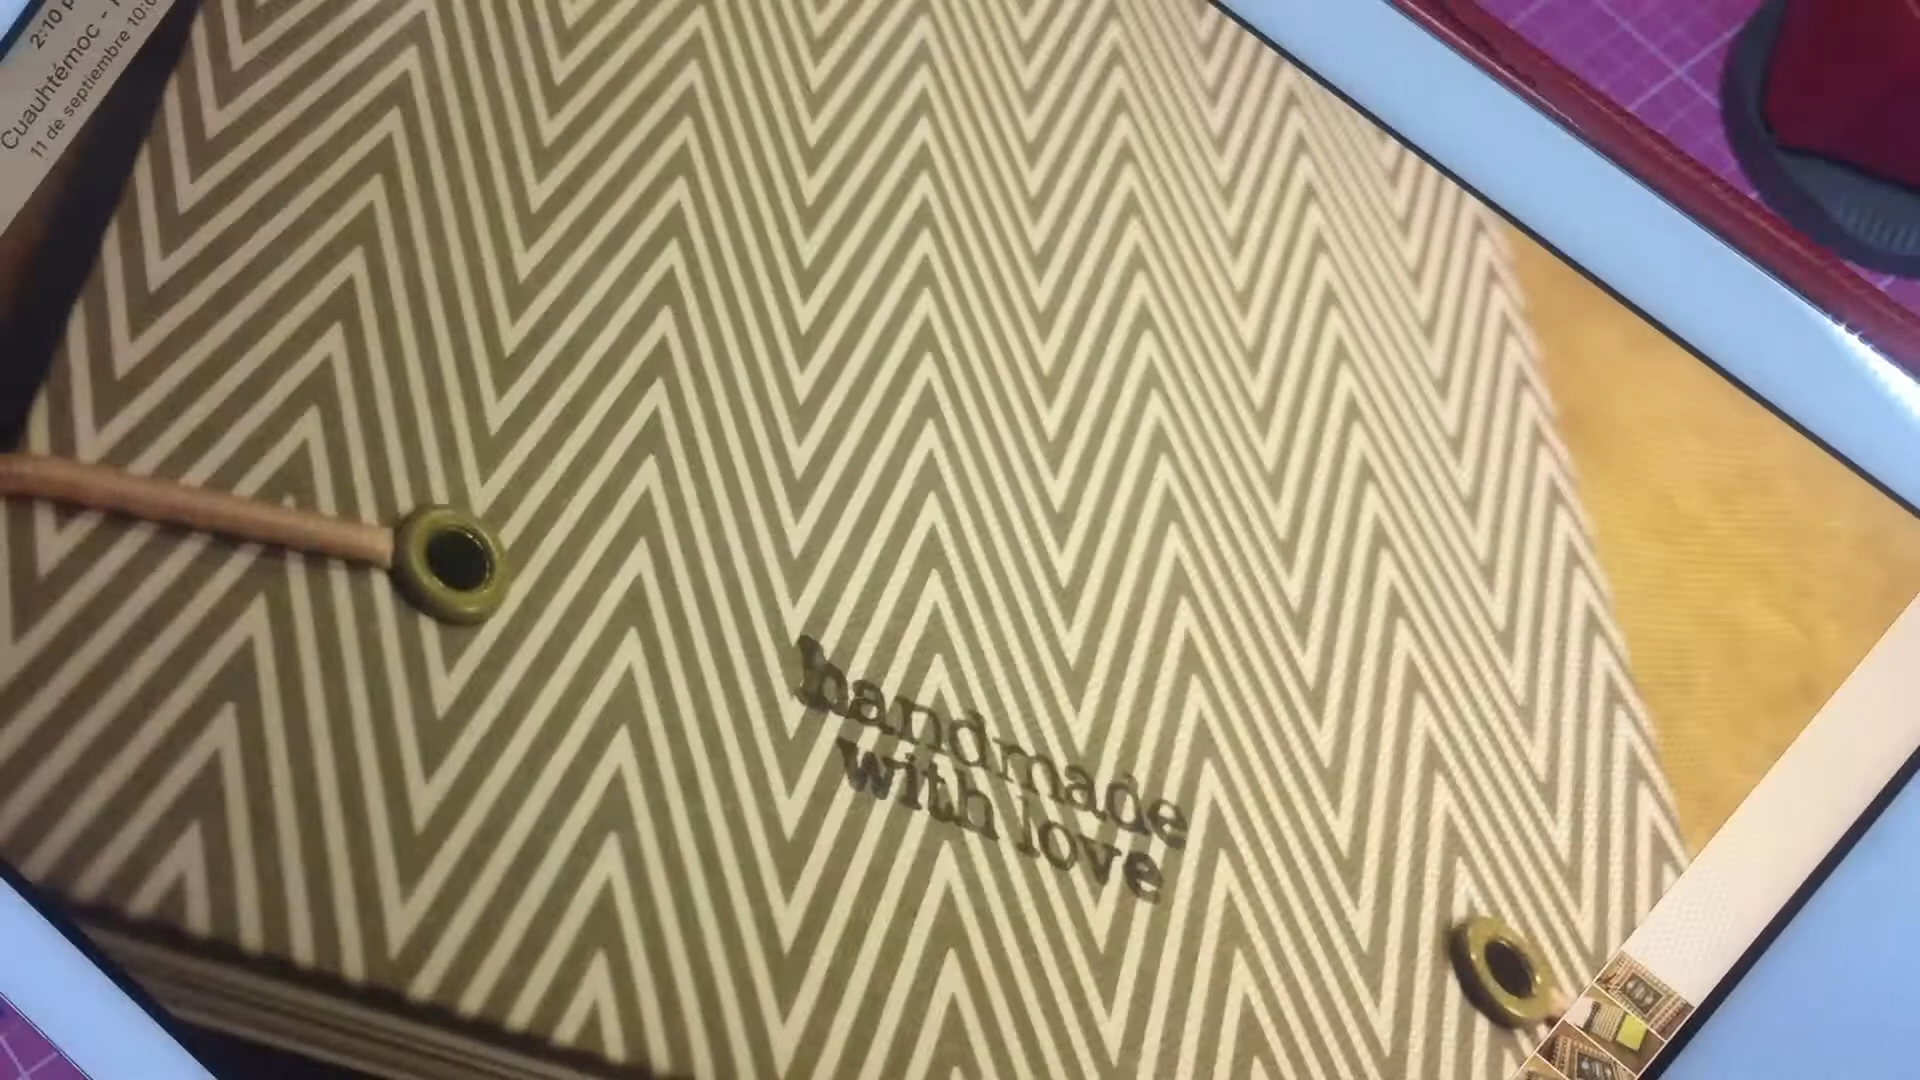 2:10 p
Cuauhtémoc -
11 de septiembre 10:0
handmade
with love